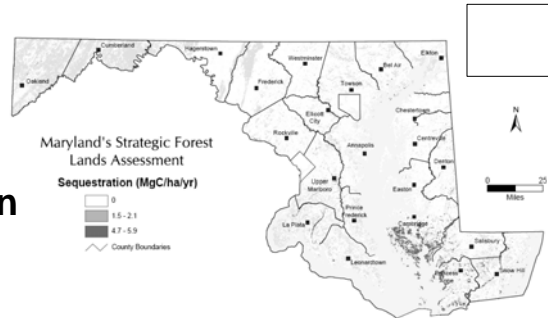 Maryland's Strategic Forest
Lands Assessment
Sequestration (MgC/ha/yr)
0
1.5 - 2.1
4.7 - 5.9
County Boundaries
n
Oakland
Cumberland
Hagerstown
Frederick
Westminster
Towson
Bel Air
Elkton
Ellicott
City
Rockville
Chestertown
Centreville
Annapolis
Denton
Upper
Marlboro
Easton
Prince
Frederick
La Plata
Cambridge
Leonardtown
Salisbury
Princess
Anne
Snow Hill
N
0 25
Miles